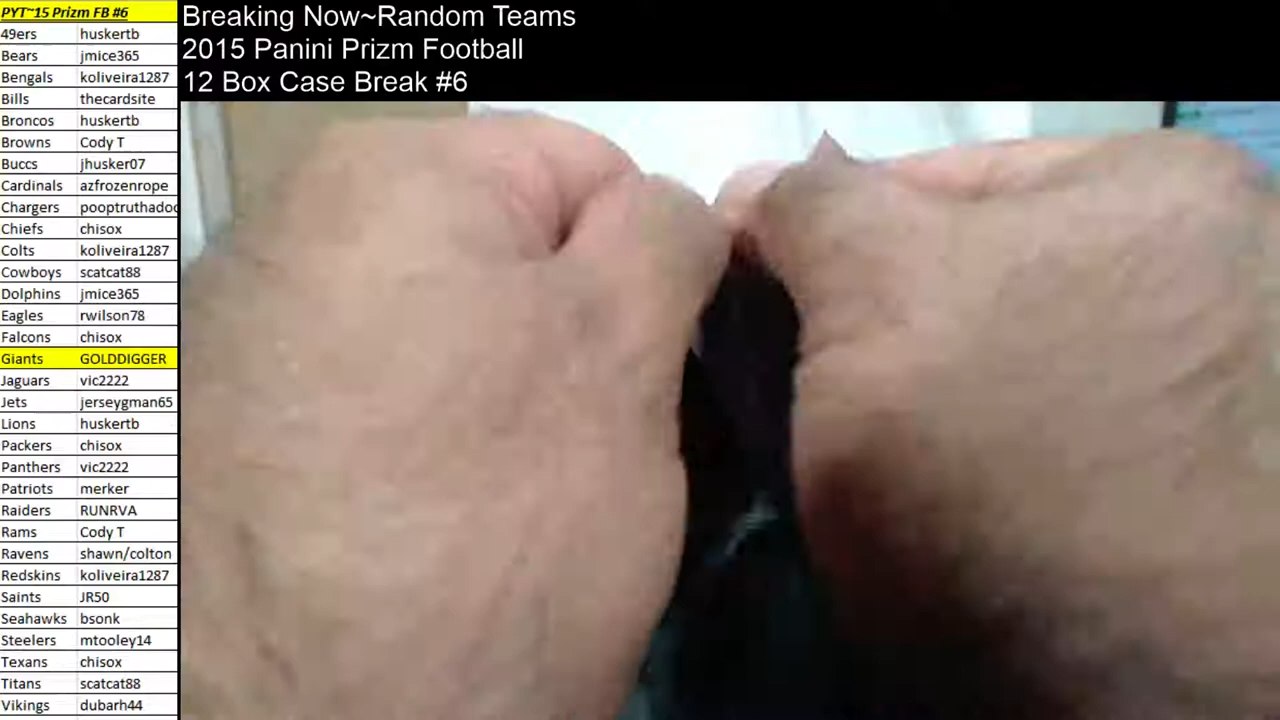 PYT~15 Prizm FB #6
49ers huskertb
Bears jmice365
Bengals koliveira1287
Bills thecardsite
Broncos huskertb
Browns Cody T
Buccs jhusker07
Cardinals azfrozenrope
Chargers pooptruthadoc
Chiefs chisox
Colts koliveira1287
Cowboys scatcat88
Dolphins jmice365
Eagles rwilson78
Falcons chisox
Giants GOLDDIGGER
Jaguars vic2222
Jets jerseygman65
Lions huskertb
Packers chisox
Panthers vic2222
Patriots merker
Raiders RUNRVA
Rams Cody T
Ravens shawn/colton
Redskins koliveira1287
Saints JR50
Seahawks bsonk
Steelers mtooley14
Texans chisox
Titans scatcat88
Vikings dubarh44
Breaking Now~Random Teams
2015 Panini Prizm Football
12 Box Case Break #6